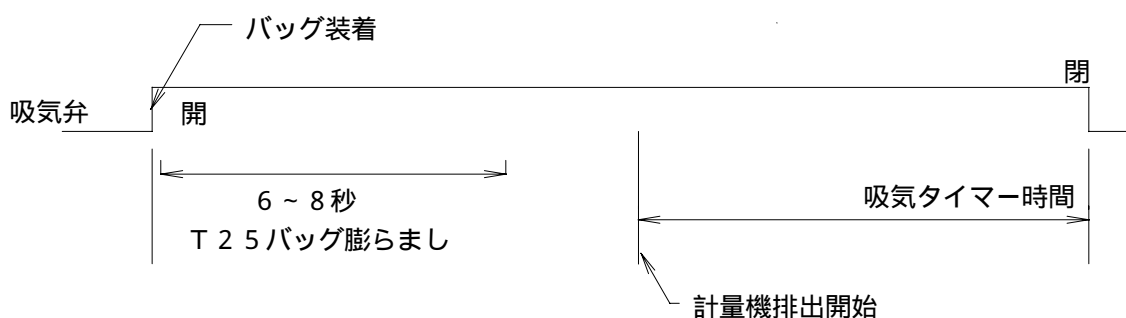 バッグ装着
閉
吸気弁
開
6~8秒
吸気タイマー時間
T25バッグ膨らまし
計量機排出開始